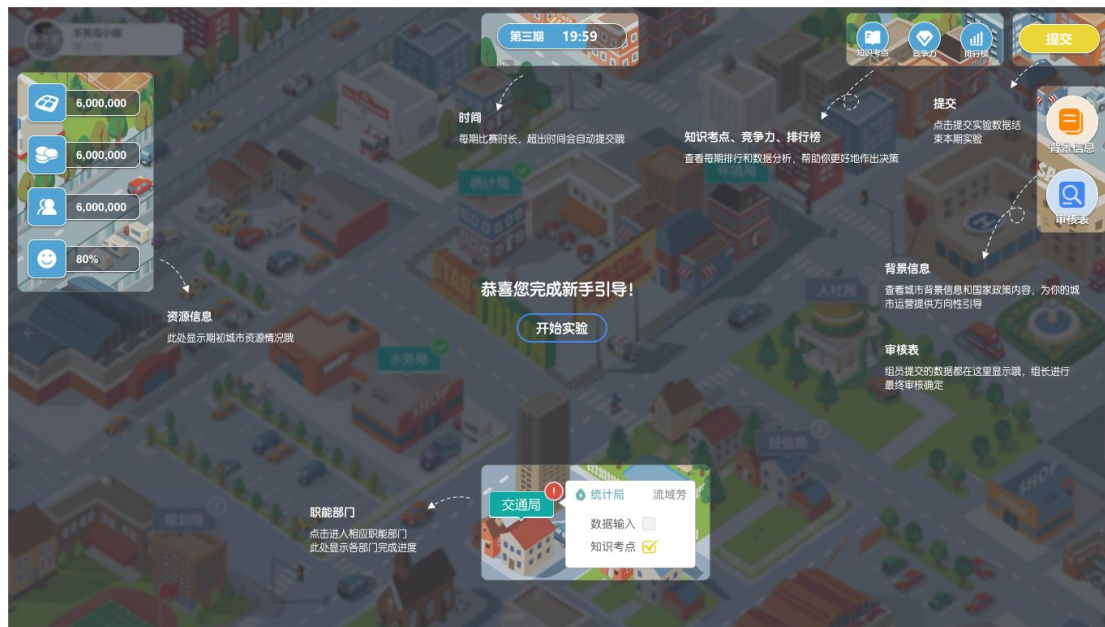 不死鸟小组
第三期
第三期 19:59
知识考点
竞争力
排行榜
提交
6,000,000
6,000,000
6,000,000
80%
时间
每期比赛时长，超出时间会自动提交哦
知识考点、竞争力、排行榜
查看每期排行和数据分析，帮助你更好地作出决策
提交
点击提交实验数据结
束本期实验
背景信息
审核表
统计局
环境局
资源信息
此处显示期初城市资源情况哦
恭喜您完成新手引导！
开始实验
背景信息
查看城市背景信息和国家政策内容，为你的城
市运营提供方向性引导
审核表
组员提交的数据都在这里显示哦，组长进行
最终审核确定
人社局
水务局
经信局
规划局
职能部门
点击进入相应职能部门
此处显示各部门完成进度
交通局
统计局 流域芳
数据输入
知识考点
SHOP
SHOP